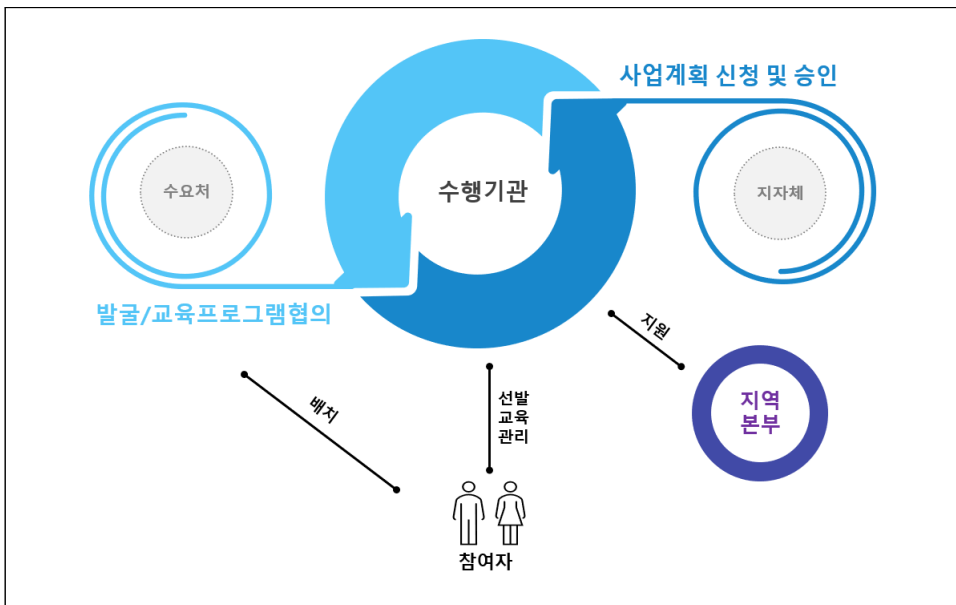 사업계획 신청 및 승인
수요처
수행기관
지자체
발굴/교육프로그램협의
지원
배치
선발
교육
관리
지역
본부
참여자